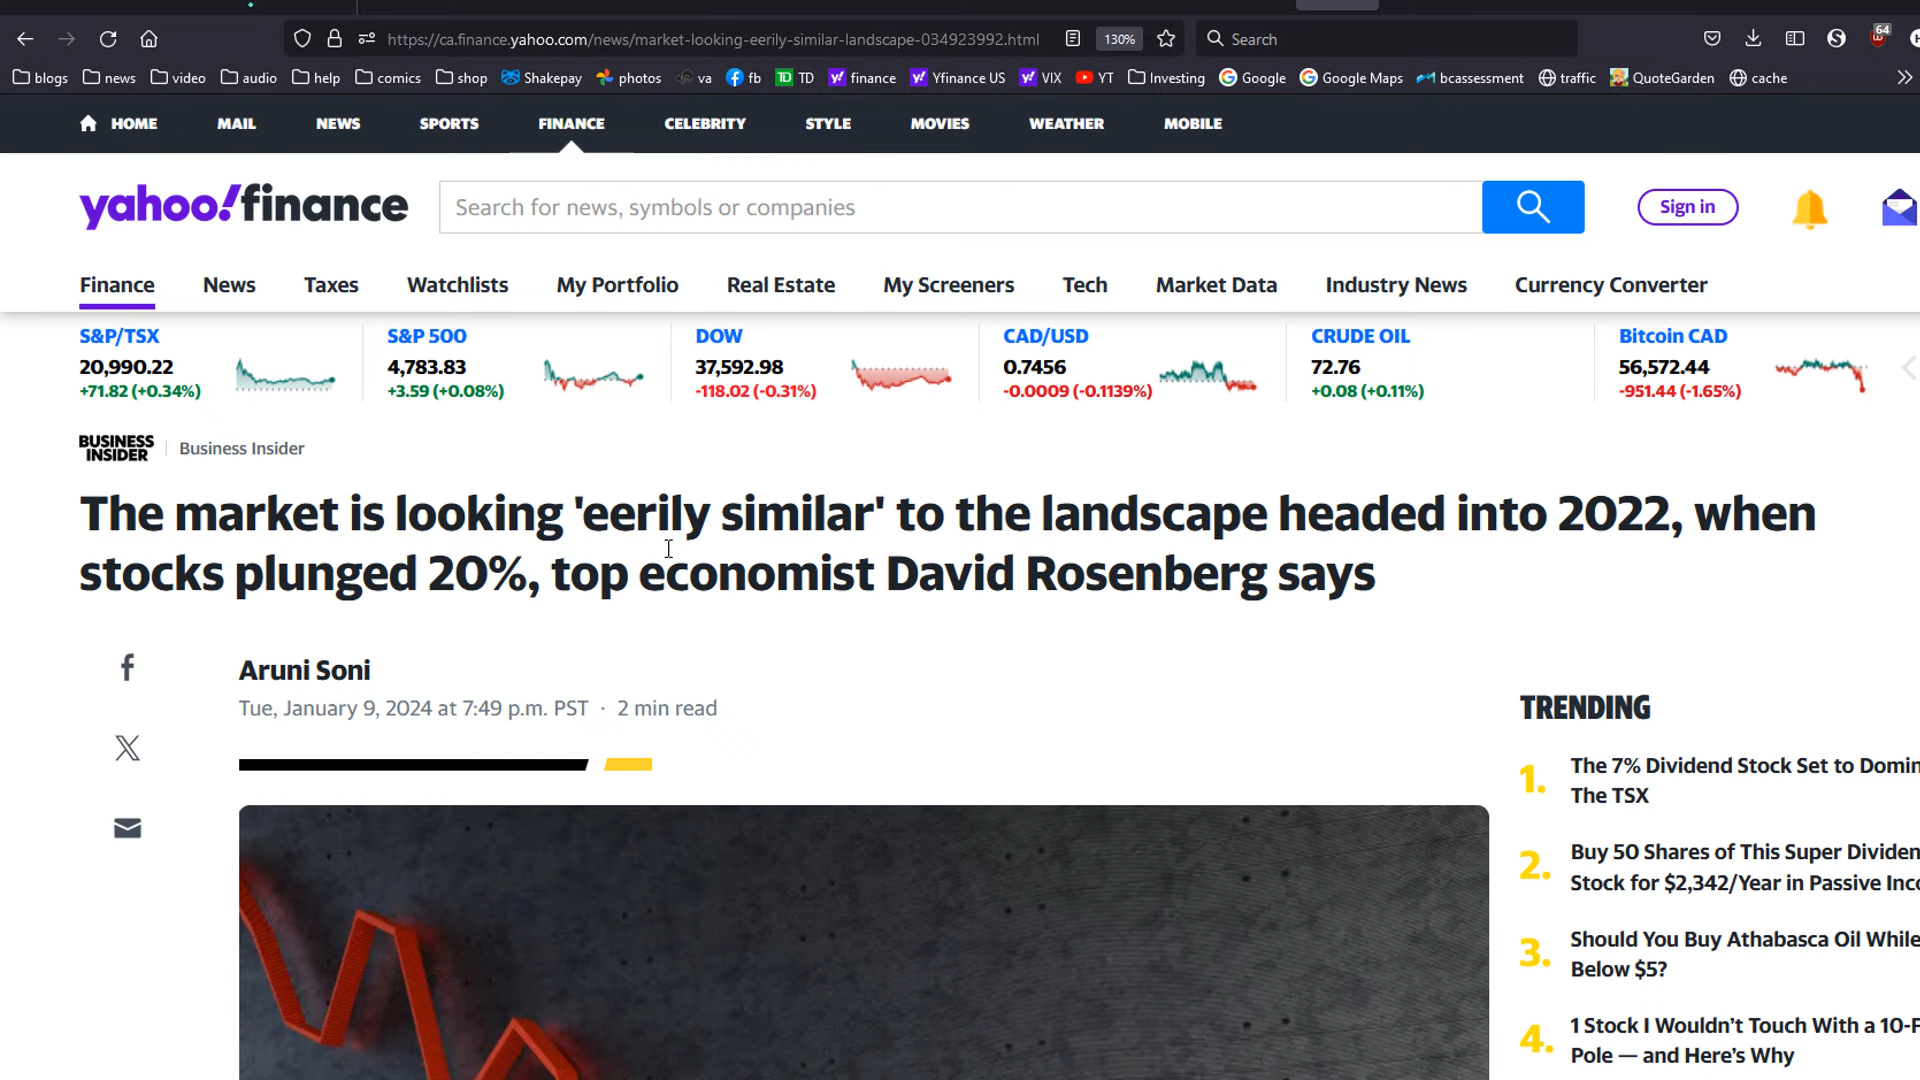 https://ca.finance.yahoo.com/news/market-looking-eerily-similar-landscape-034923992.html
130%
Search
64
blogs
news
video
audio
help
comics
shop
Shakepay
photos
va
fb
TD
finance
Yfinance US
VIX
YT
Investing
Google
Google Maps
bcassessment
traffic
QuoteGarden
cache
HOME
MAIL
NEWS
SPORTS
FINANCE
CELEBRITY
STYLE
MOVIES
WEATHER
MOBILE
yahoo!finance
Search for news, symbols or companies
Sign in
Finance
News
Taxes
Watchlists
My Portfolio
Real Estate
My Screeners
Tech
Market Data
Industry News
Currency Converter
S&P/TSX
20,990.22
+71.82 (+0.34%)
S&P 500
4,783.83
+3.59 (+0.08%)
DOW
37,592.98
-118.02 (-0.31%)
CAD/USD
0.7456
-0.0009 (-0.1139%)
CRUDE OIL
72.76
+0.08 (+0.11%)
Bitcoin CAD
56,572.44
-951.44 (-1.65%)
BUSINESS
INSIDER
Business Insider
The market is looking 'eerily similar' to the landscape headed into 2022, when
stocks plunged 20%, top economist David Rosenberg says
Aruni Soni
Tue, January 9, 2024 at 7:49 p.m. PST · 2 min read
TRENDING
1. The 7% Dividend Stock Set to Domin
The TSX
2. Buy 50 Shares of This Super Dividen
Stock for $2,342/Year in Passive Inco
3. Should You Buy Athabasca Oil While
Below $5?
4. 1 Stock I Wouldn't Touch With a 10-F
Pole — and Here's Why